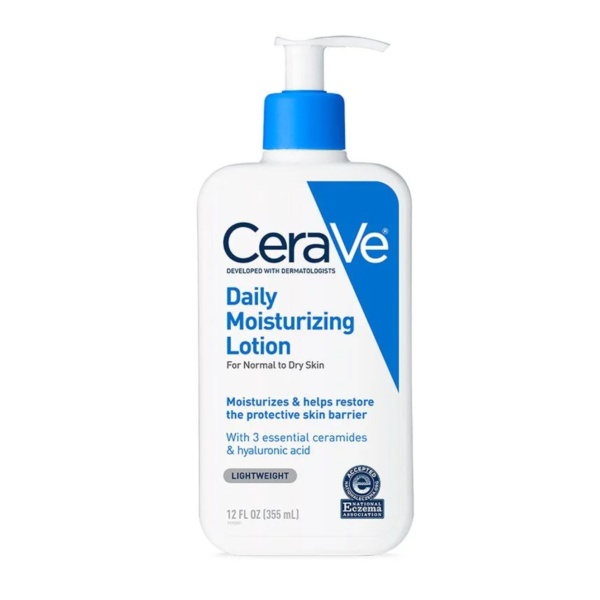 CeraVe®
DEVELOPED WITH DERMATOLOGISTS
Daily
Moisturizing
Lotion
For Normal to Dry Skin
Moisturizes & helps restore
the protective skin barrier
With 3 essential ceramides
& hyaluronic acid
LIGHTWEIGHT
ACCEPTED
e
NATIONAL
Eczema
ASSOCIATION
12 FL OZ (355 mL)